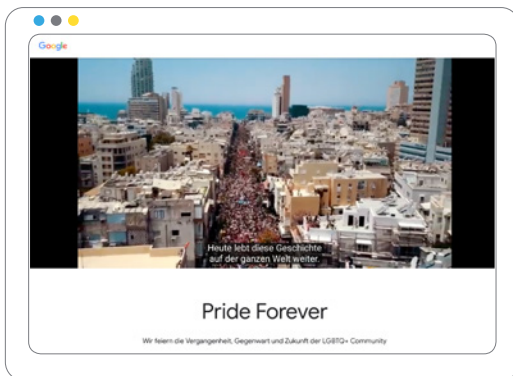 Google
Heute lebt diese Geschichte
auf der ganzen Welt weiter.
Pride Forever
Wir feiern die Vergangenheit, Gegenwart und Zukunft der LGBTQ+ Community